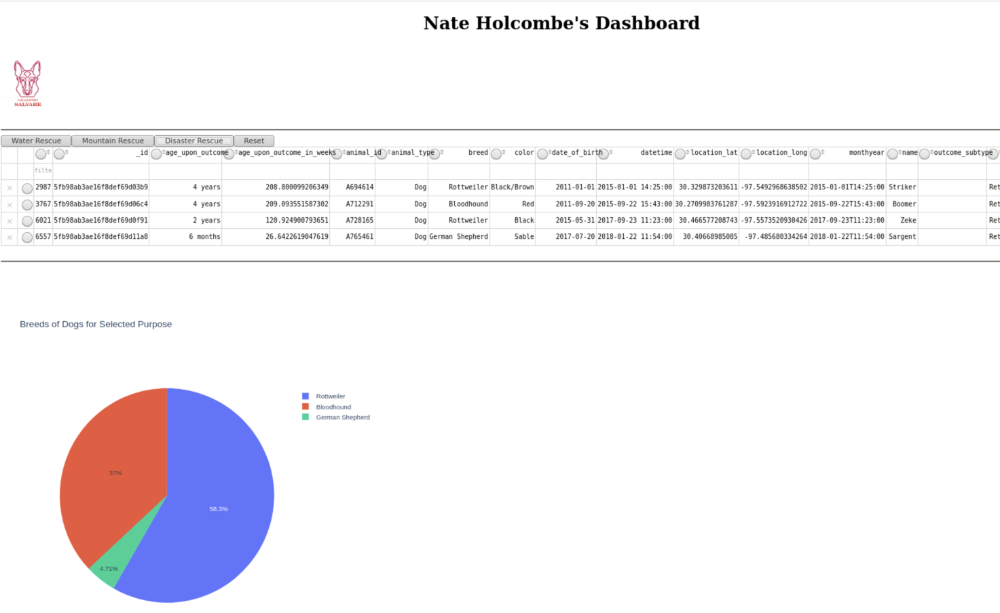 Nate Holcombe's Dashboard
SALVARE
Water Rescue Mountain Rescue Disaster Rescue Reset
_id age_upon_outcome age_upon_outcome_in_weeks animal_id animal_type breed color date_of_birth datetime location_lat location_long monthyear name outcome_subtype
filte
2987 5fb98ab3ae16f8def69d03b9 4 years 208.800099206349 A694614 Dog Rottweiler Black/Brown 2011-01-01 2015-01-01 14:25:00 30.329873203611 -97.5492968638502 2015-01-01T14:25:00 Striker Ret
3767 5fb98ab3ae16f8def69d06c4 4 years 209.093551587302 A712291 Dog Bloodhound Red 2011-09-20 2015-09-22 15:43:00 30.2709983761287 -97.5923916912722 2015-09-22T15:43:00 Boomer Ret
6021 5fb98ab3ae16f8def69d0f91 2 years 120.924900793651 A728165 Dog Rottweiler Black 2015-05-31 2017-09-23 11:23:00 30.466577208743 -97.5573520930426 2017-09-23T11:23:00 Zeke Ret
6557 5fb98ab3ae16f8def69d11a8 6 months 26.6422619047619 A765461 Dog German Shepherd Sable 2017-07-20 2018-01-22 11:54:00 30.40668985085 -97.485680334264 2018-01-22T11:54:00 Sargent Ret
Breeds of Dogs for Selected Purpose
Rottweiler
Bloodhound
German Shepherd
37%
58.3%
4.71%